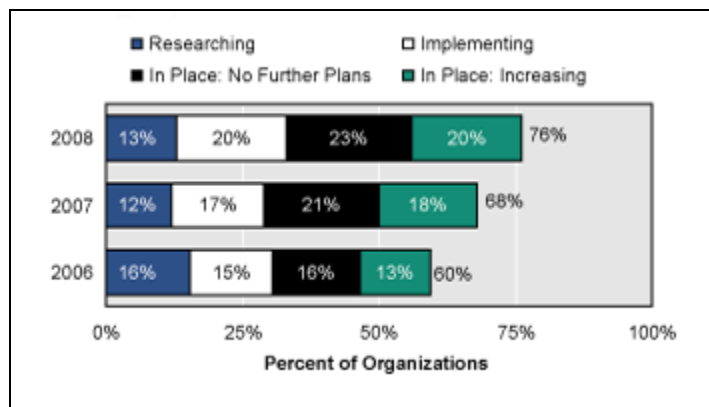 Researching Implementing
In Place: No Further Plans In Place: Increasing
2008 13% 20% 23% 20% 76%
2007 12% 17% 21% 18% 68%
2006 16% 15% 16% 13% 60%
0% 25% 50% 75% 100%
Percent of Organizations